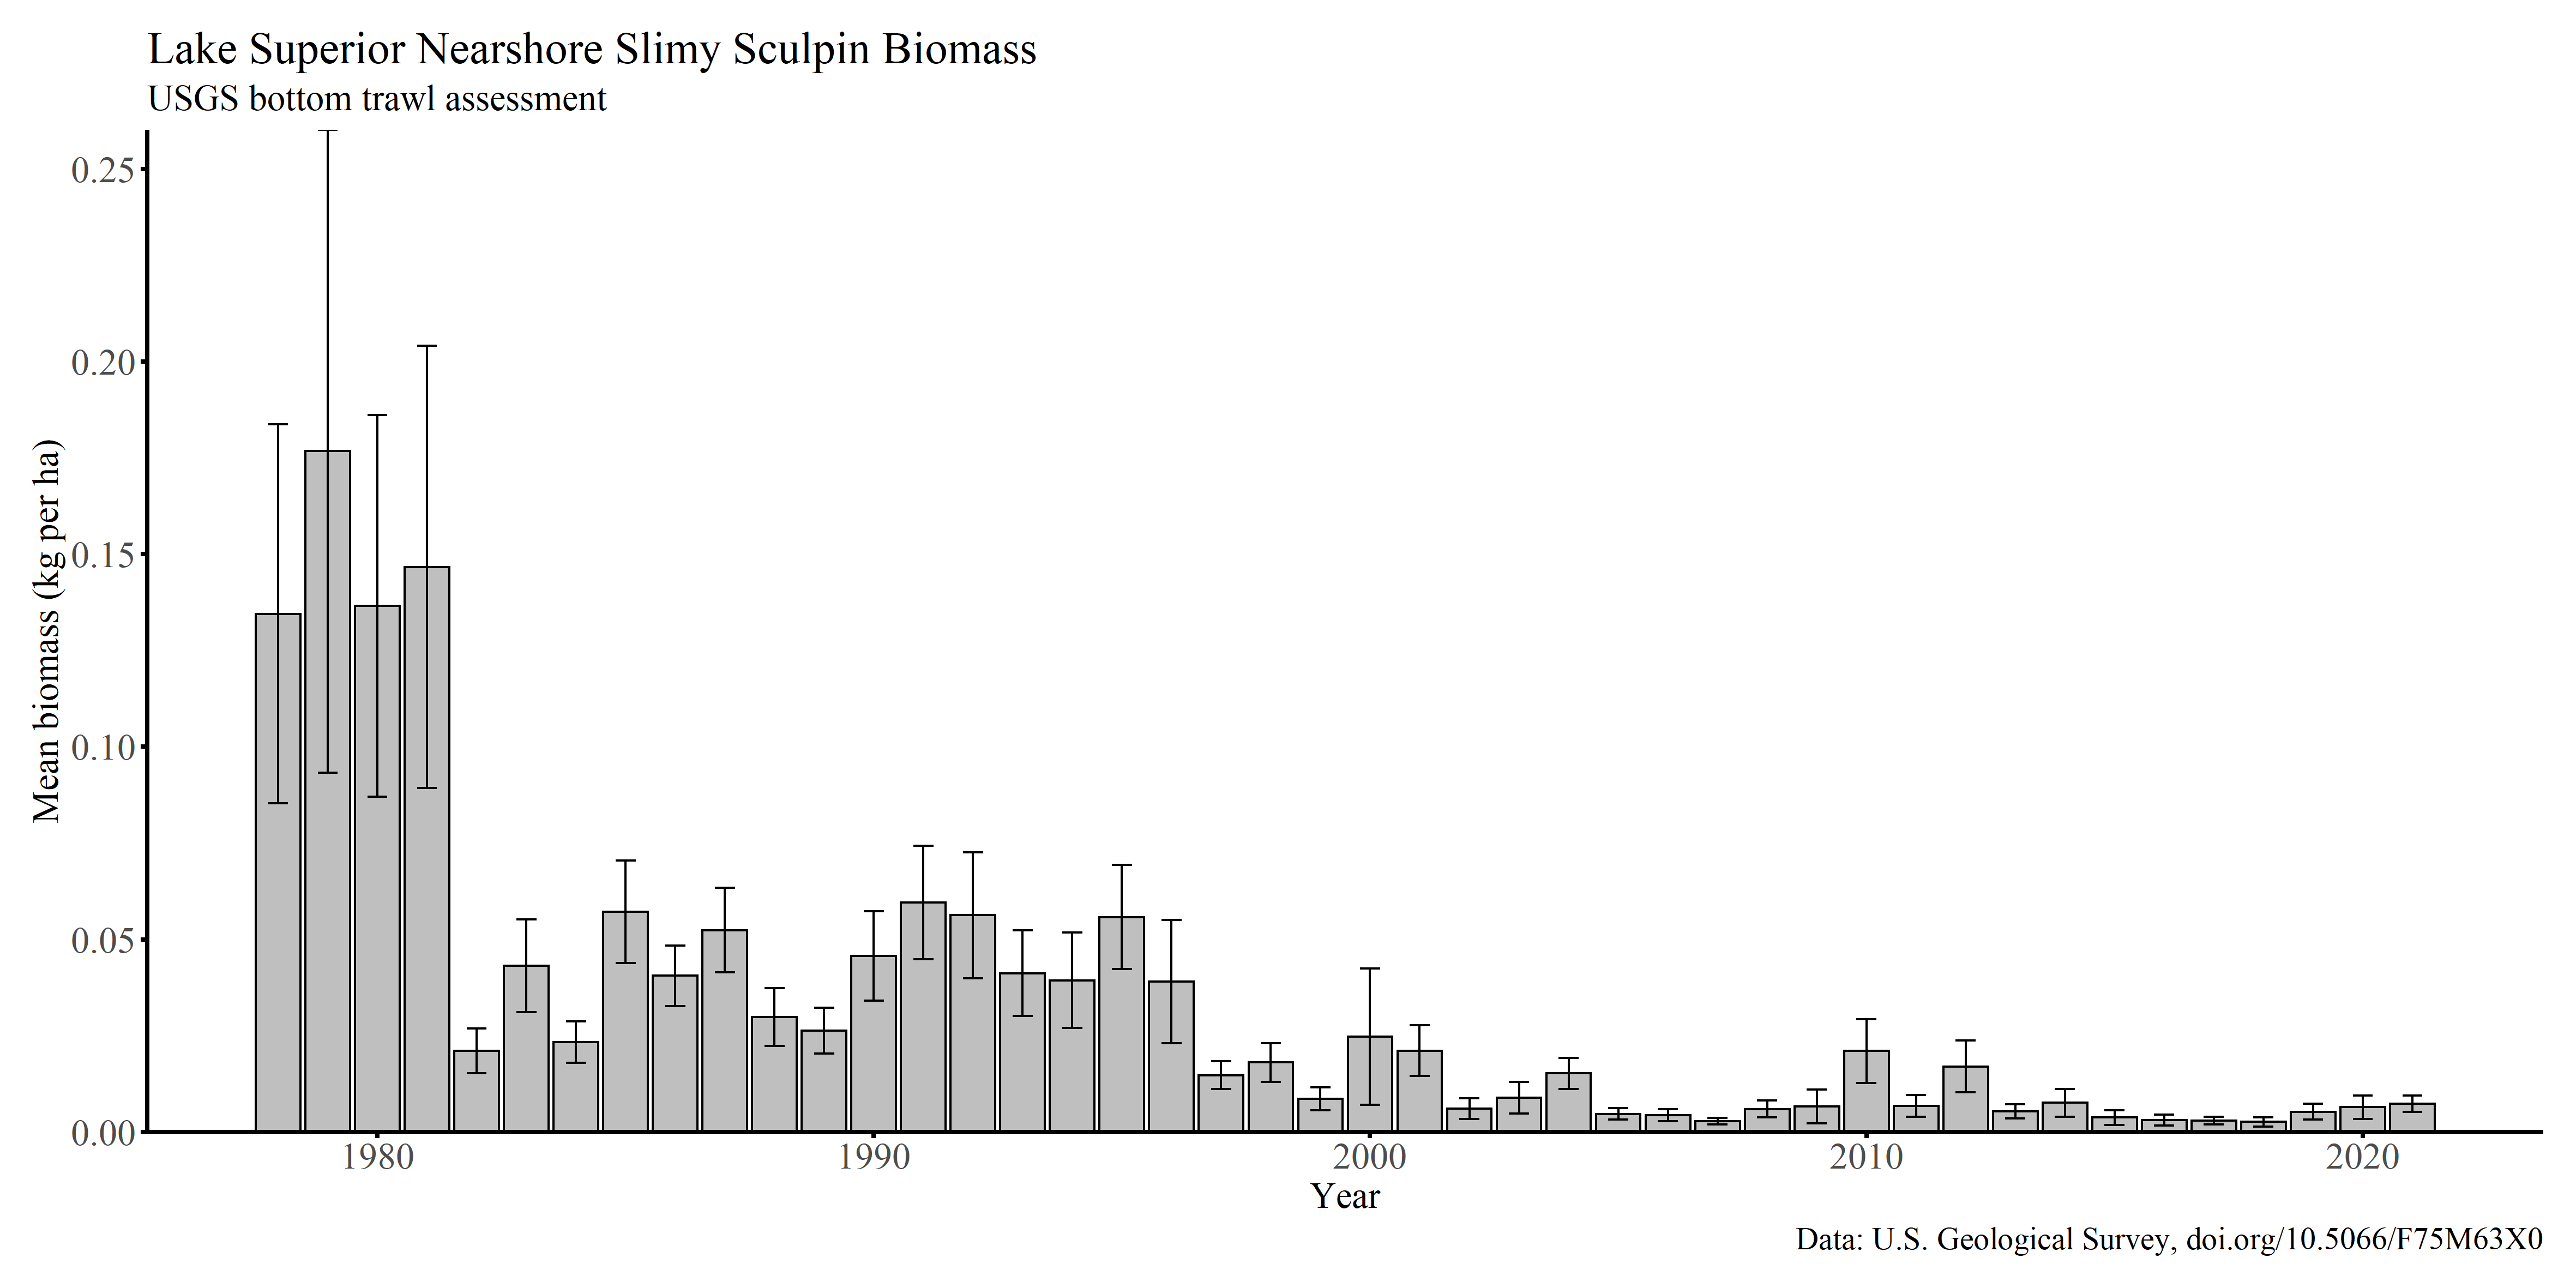 Lake Superior Nearshore Slimy Sculpin Biomass
USGS bottom trawl assessment
Mean biomass (kg per ha)
0.25
0.20
0.15
0.10
0.05
0.00
1980
1990
2000
2010
2020
Year
Data: U.S. Geological Survey, doi.org/10.5066/F75M63X0